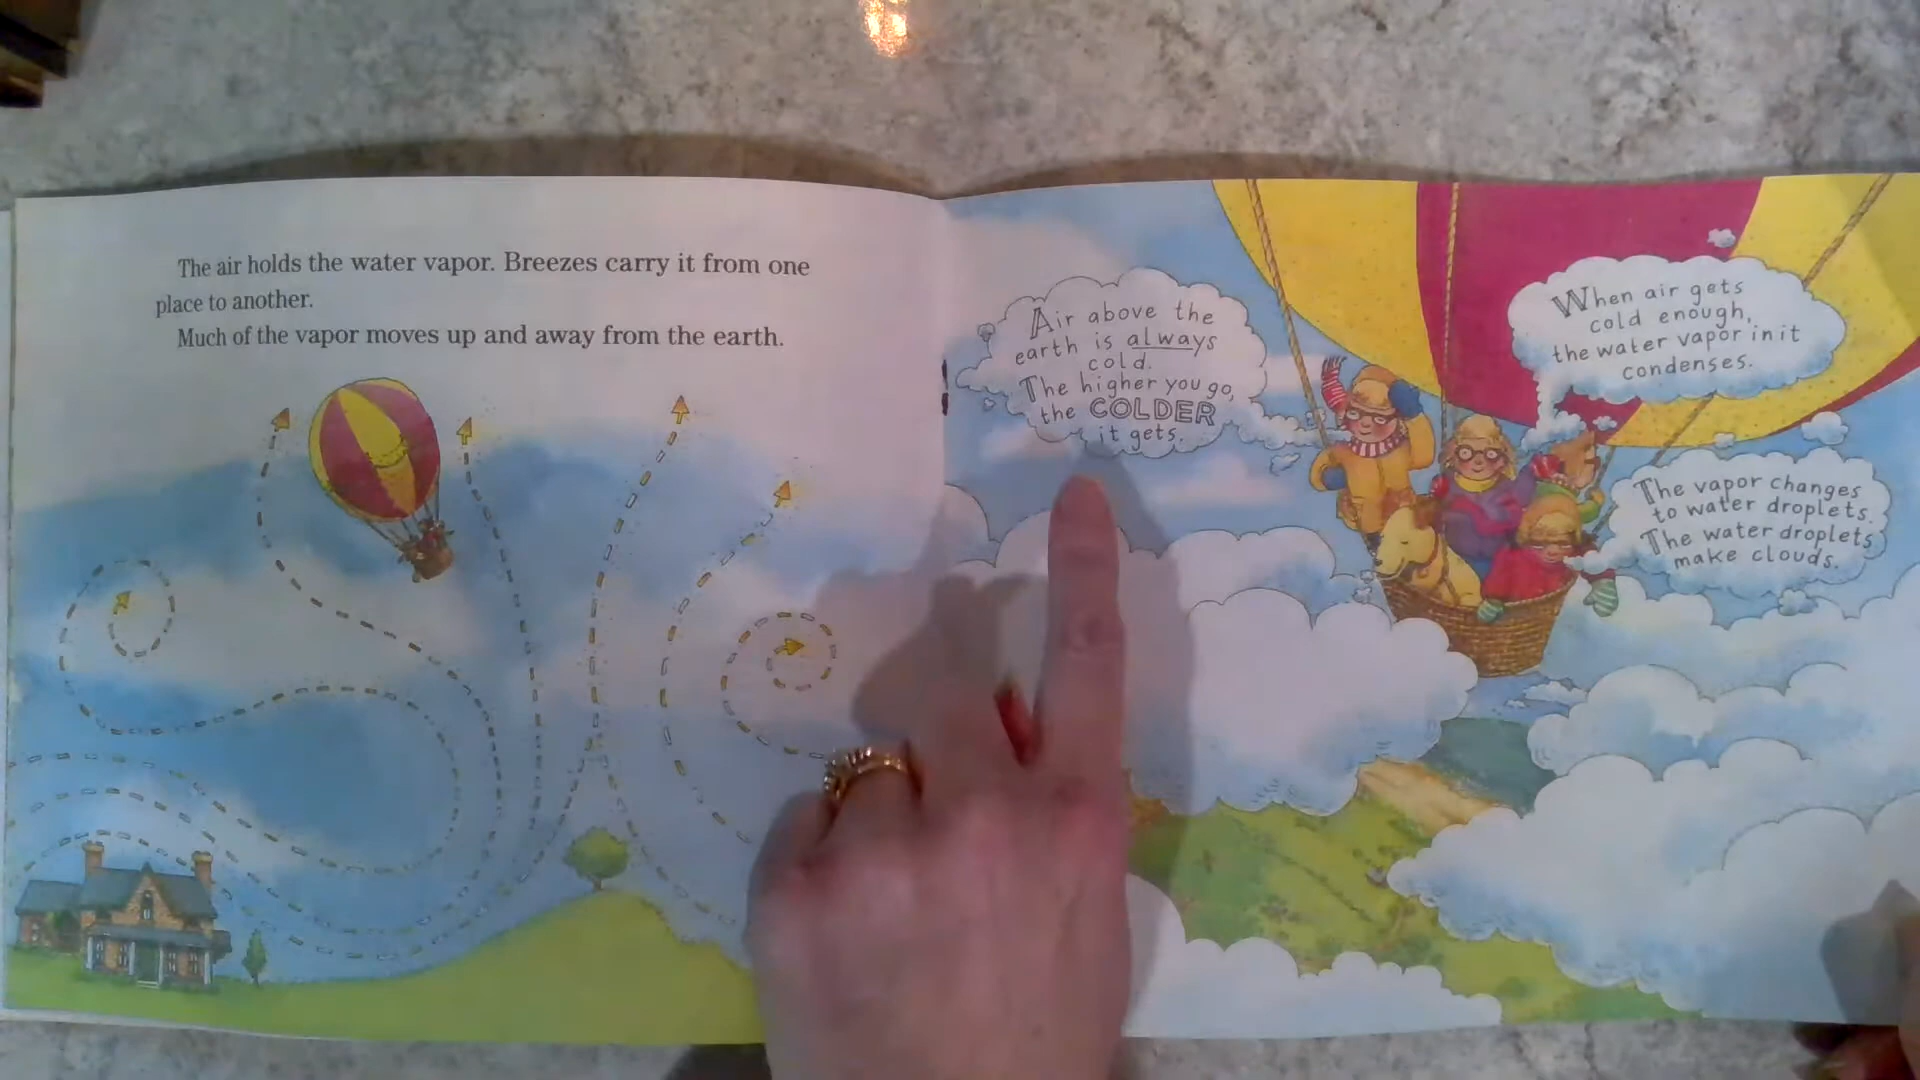 The air holds the water vapor. Breezes carry it from one
place to another.
Much of the vapor moves up and away from the earth.
Air above the
earth is always
cold.
The higher you go,
the COLDER
it gets.
When air gets
cold enough,
the water vapor in it
condenses.
The vapor changes
to water droplets.
The water droplets
make clouds.